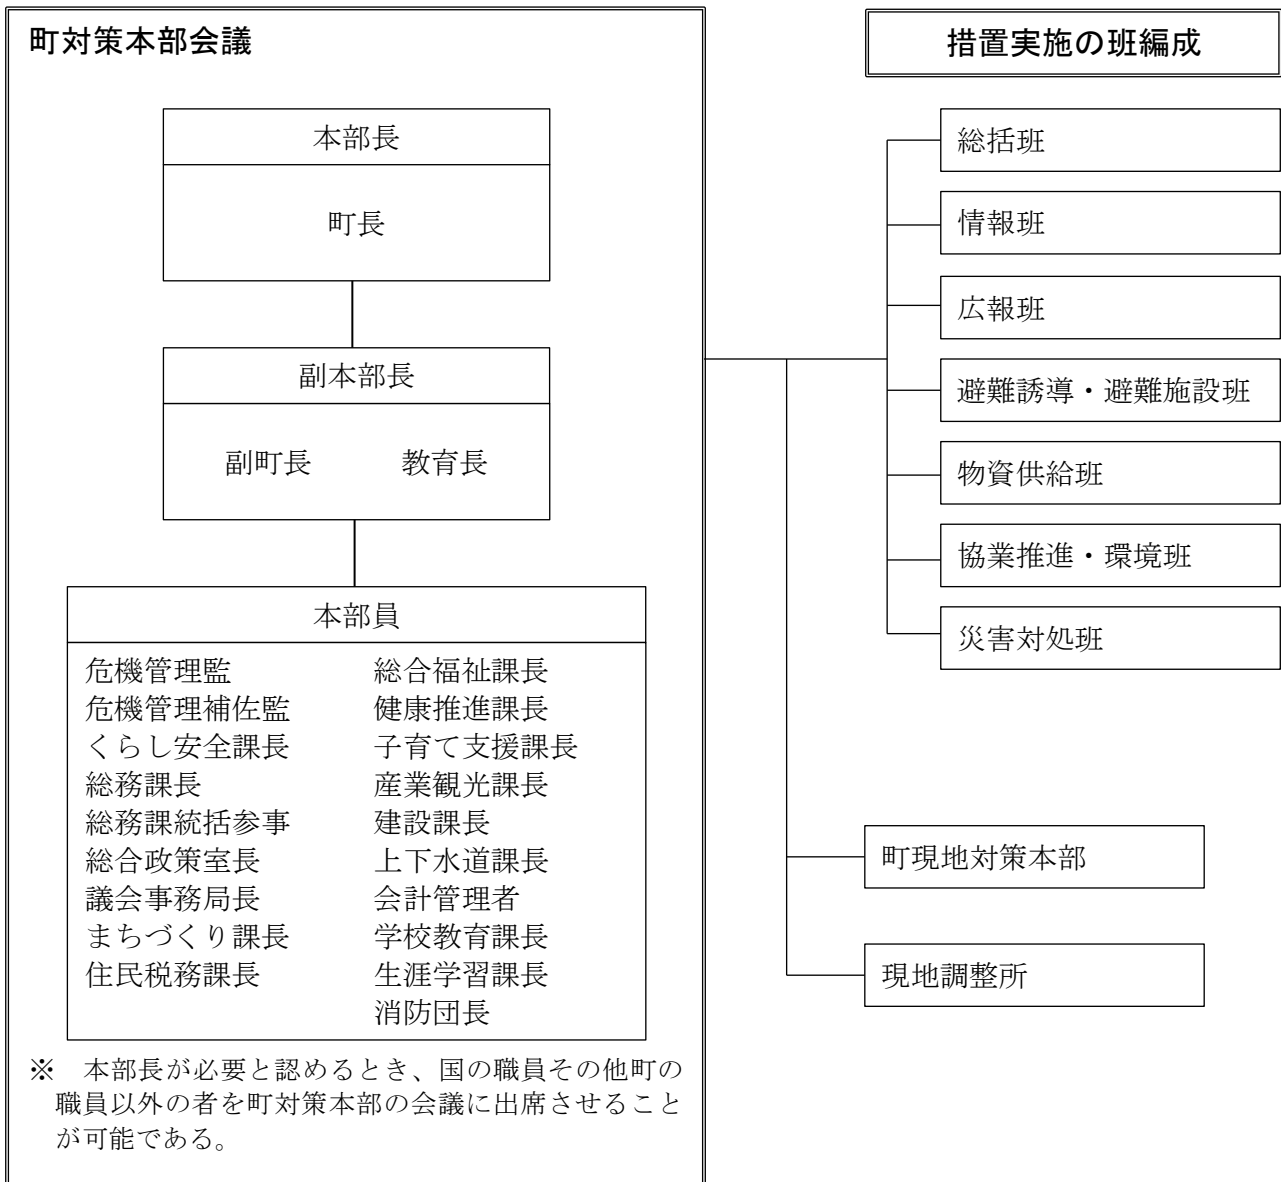 町対策本部会議
本部長
町長
副本部長
副町長　教育長
本部員
危機管理監
危機管理補佐監
くらし安全課長
総務課長
総務課統括参事
総合政策室長
議会事務局長
まちづくり課長
住民税務課長
総合福祉課長
健康推進課長
子育て支援課長
産業観光課長
建設課長
上下水道課長
会計管理者
学校教育課長
生涯学習課長
消防団長
※　本部長が必要と認めるとき、国の職員その他町の
職員以外の者を町対策本部の会議に出席させること
が可能である。
措置実施の班編成
総括班
情報班
広報班
避難誘導・避難施設班
物資供給班
協業推進・環境班
災害対処班
町現地対策本部
現地調整所